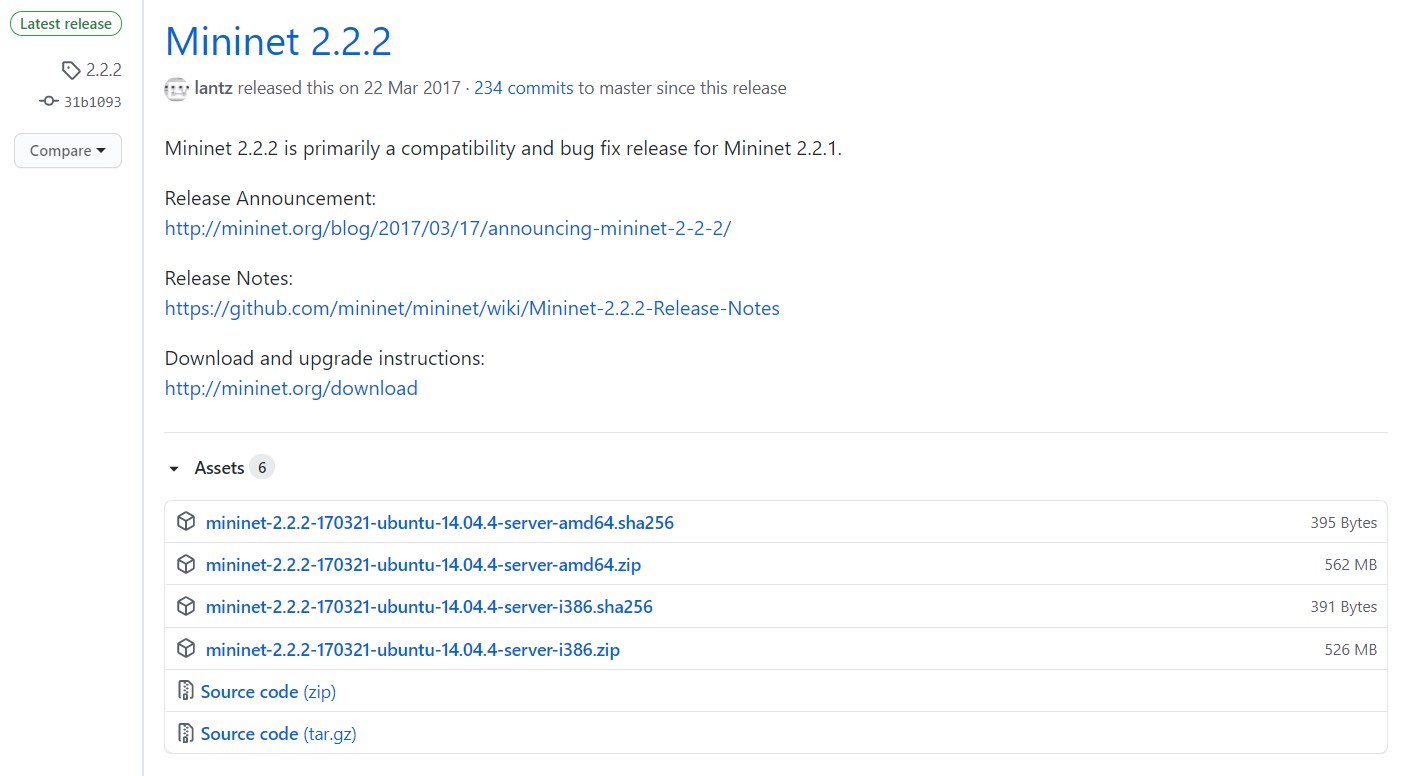 Latest release
2.2.2
31b1093
Compare
Mininet 2.2.2
lantz released this on 22 Mar 2017 · 234 commits to master since this release
Mininet 2.2.2 is primarily a compatibility and bug fix release for Mininet 2.2.1.
Release Announcement:
http://mininet.org/blog/2017/03/17/announcing-mininet-2-2-2/
Release Notes:
https://github.com/mininet/mininet/wiki/Mininet-2.2.2-Release-Notes
Download and upgrade instructions:
http://mininet.org/download
Assets 6
mininet-2.2.2-170321-ubuntu-14.04.4-server-amd64.sha256 395 Bytes
mininet-2.2.2-170321-ubuntu-14.04.4-server-amd64.zip 562 MB
mininet-2.2.2-170321-ubuntu-14.04.4-server-i386.sha256 391 Bytes
mininet-2.2.2-170321-ubuntu-14.04.4-server-i386.zip 526 MB
Source code (zip)
Source code (tar.gz)